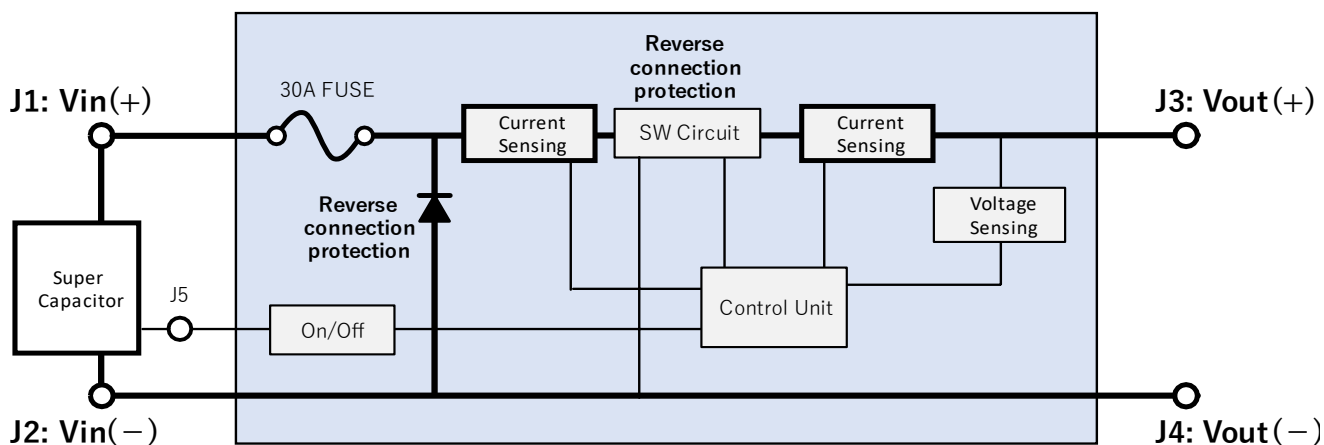 Reverse
connection
protection
30A FUSE
J1: Vin(+)
J3: Vout(+)
Current
Sensing
SW Circuit
Current
Sensing
Reverse
connection
protection
Voltage
Sensing
Super
Capacitor
J5
On/Off
Control Unit
J2: Vin(−)
J4: Vout(−)